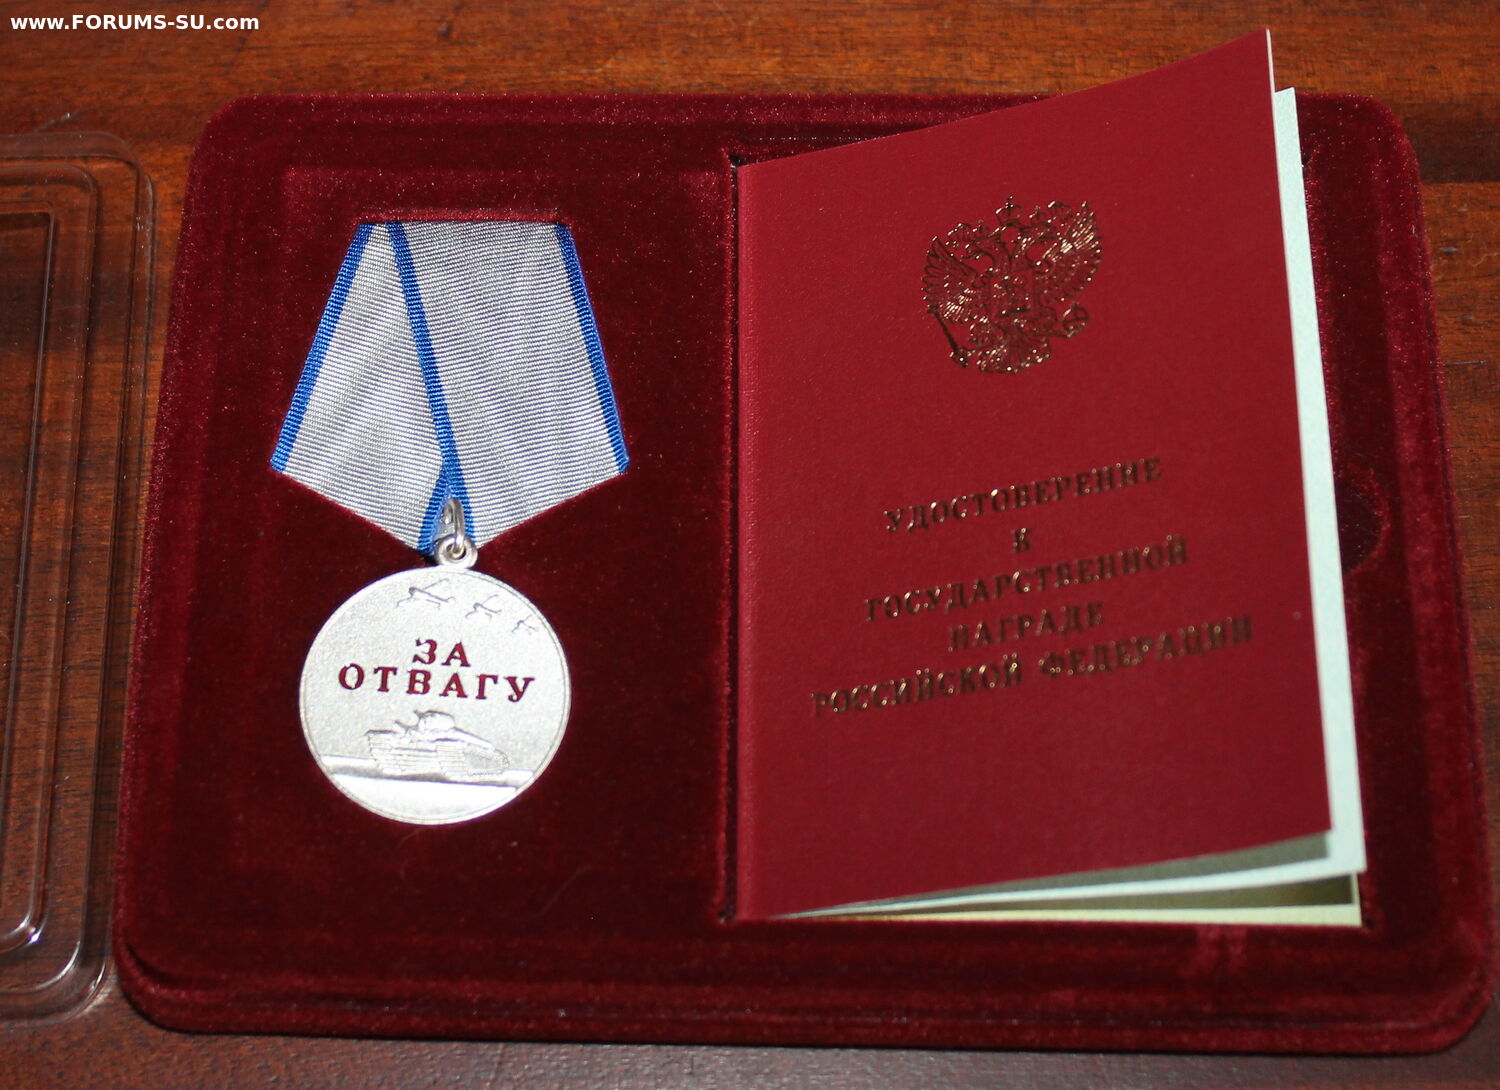 www.FORUMS-SU.com
ЗА
ОТВАГУ
УДОСТОВЕРЕНИЕ
К
ГОСУДАРСТВЕННОЙ
НАГРАДЕ
РОССИЙСКОЙ ФЕДЕРАЦИИ